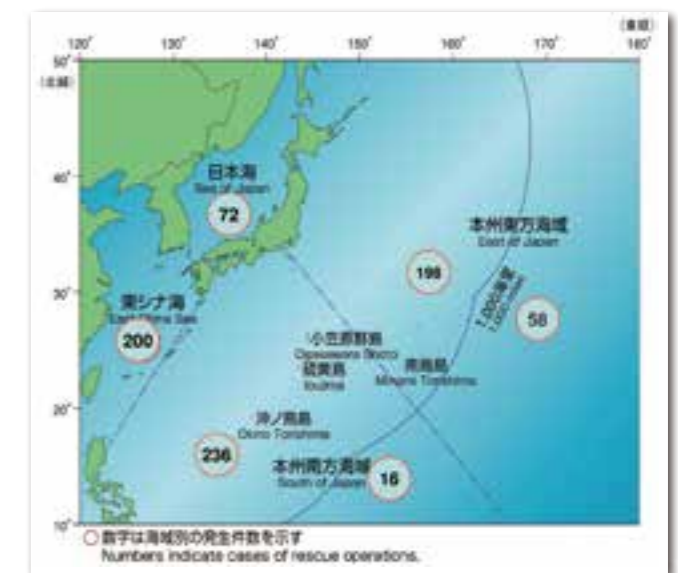 (東経)
120° 130° 140° 150° 160° 170° 180°
50°
(北緯)
40°
30°
20°
10°
日本海
Sea of Japan
72
本州東方海域
East of Japan
198
1,000海里
58
東シナ海
East China Sea
200
小笠原群島
Ogasawara Shoto
硫黄島
Ioujima
南鳥島
Minami Torishima
沖ノ鳥島
Okino Torishima
236
本州南方海域
South of Japan
16
○数字は海域別の発生件数を示す
Numbers indicate cases of rescue operations.